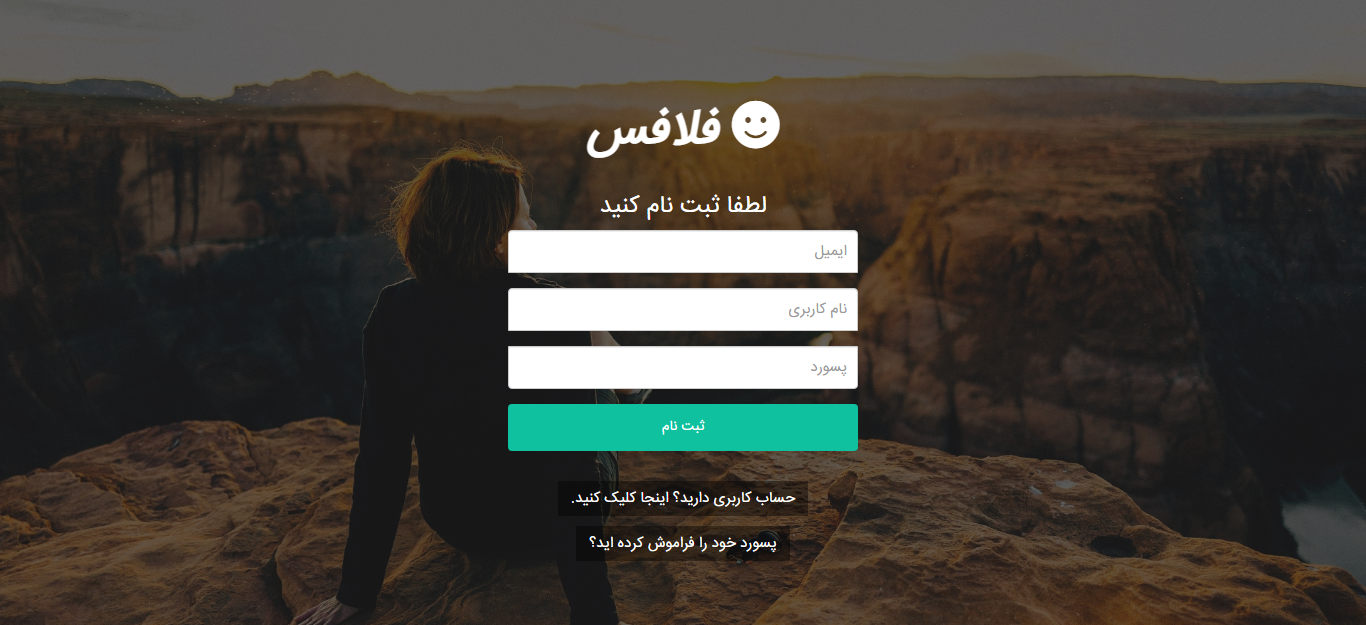 فلافس
لطفا ثبت نام کنید
ایمیل
نام کاربری
پسورد
ثبت نام
حساب کاربری دارید؟ اینجا کلیک کنید.
پسورد خود را فراموش کرده اید؟